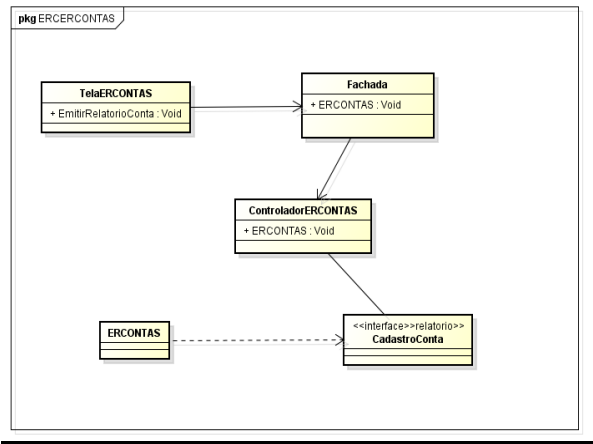 pkg ERCERCONTAS
TelaERCONTAS
+ EmitirRelatorioConta : Void
Fachada
+ ERCONTAS : Void
ControladorERCONTAS
+ ERCONTAS : Void
ERCONTAS
<<interface>>relatorio>>
CadastroConta